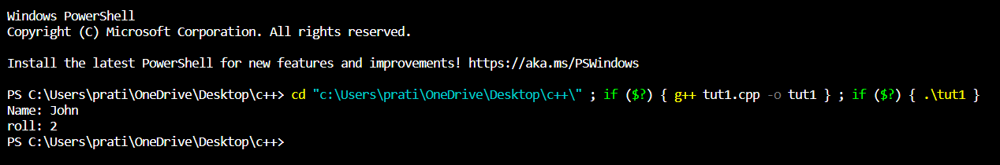 Windows PowerShell
Copyright (C) Microsoft Corporation. All rights reserved.
Install the latest PowerShell for new features and improvements! https://aka.ms/PSWindows
PS C:\Users\prati\OneDrive\Desktop\c++> cd "c:\Users\prati\OneDrive\Desktop\c++\" ; if ($?) { g++ tut1.cpp -o tut1 } ; if ($?) { .\tut1 }
Name: John
roll: 2
PS C:\Users\prati\OneDrive\Desktop\c++>